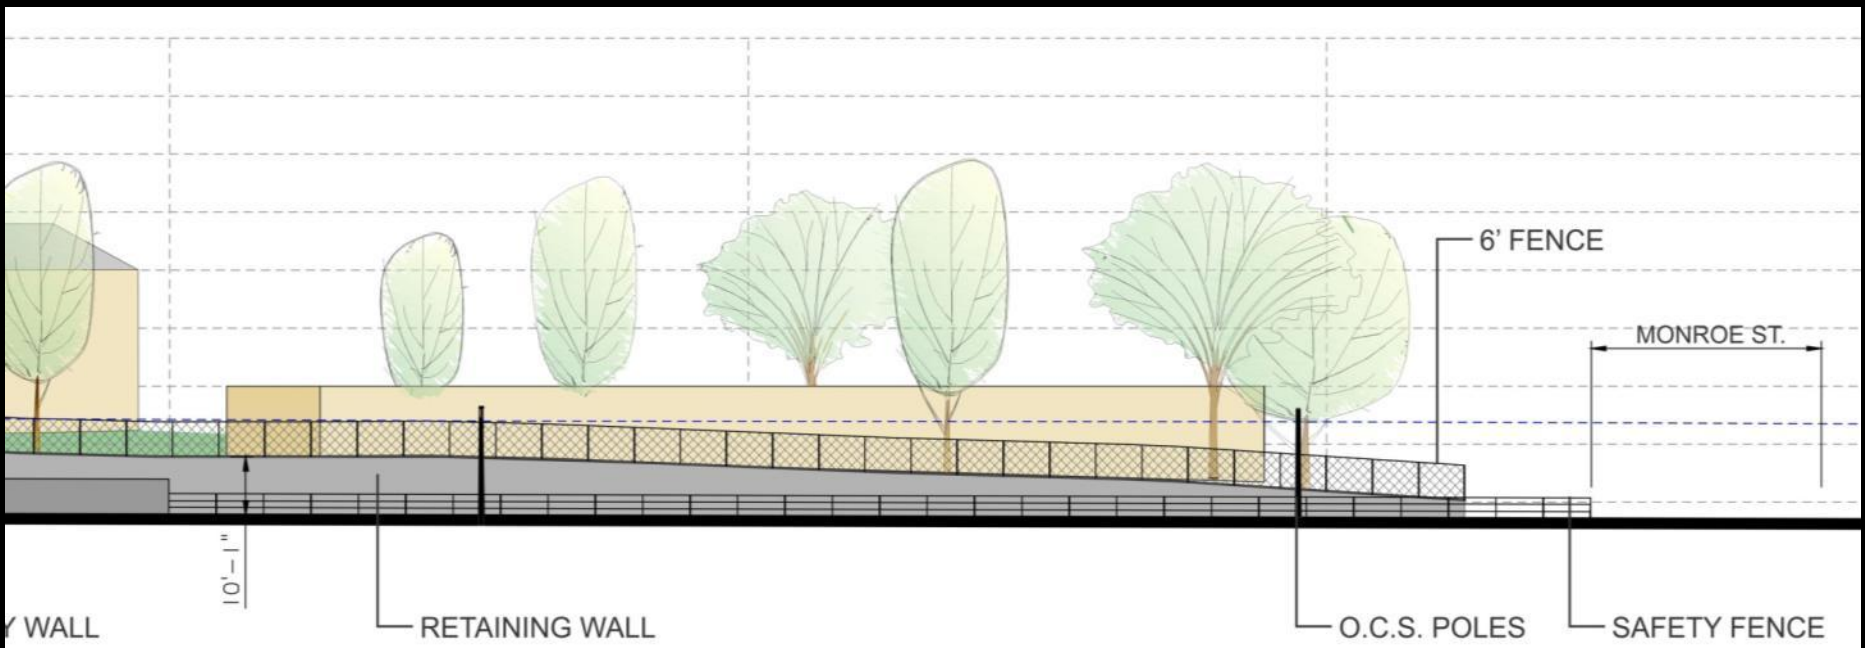 6' FENCE
MONROE ST.
10'-1"
Y WALL
RETAINING WALL
O.C.S. POLES
SAFETY FENCE